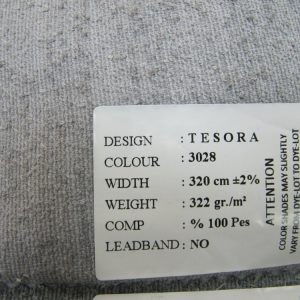 DESIGN : TESORA
COLOUR : 3028
WIDTH : 320 cm ±2%
WEIGHT : 322 gr./m²
COMP : % 100 Pes
LEADBAND : NO
ATTENTION
COLOR SHADES MAY SLIGHTLY
VARY FROM DYE-LOT TO DYE-LOT